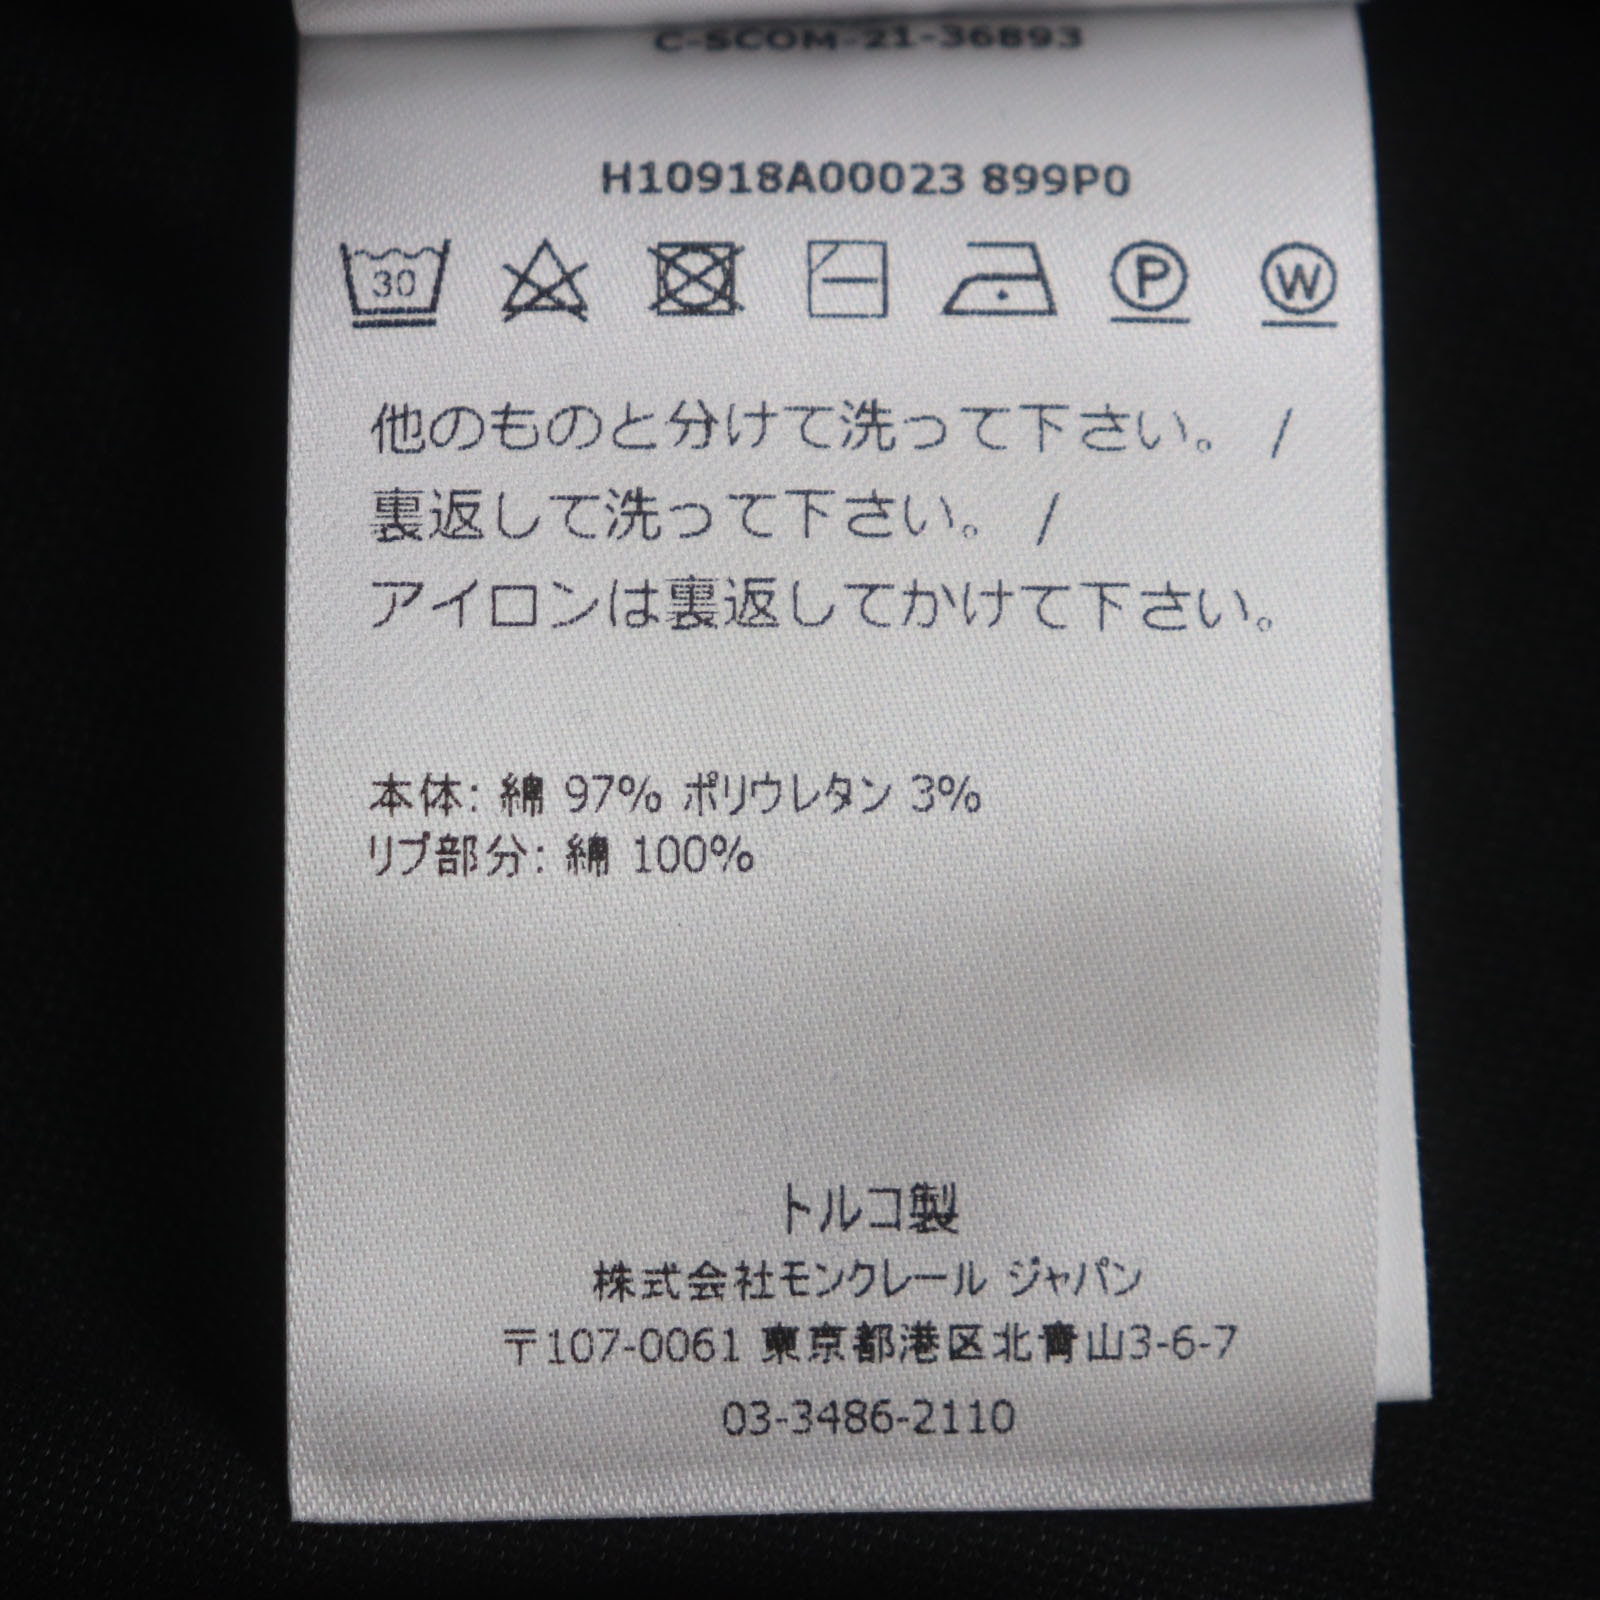 C-SCOM-21-36893
H10918A00023 899P0
30 P W
他のものと分けて洗って下さい。 /
裏返して洗って下さい。 /
アイロンは裏返してかけて下さい。
本体: 綿 97% ポリウレタン 3%
リブ部分: 綿 100%
トルコ製
株式会社モンクレール ジャパン
〒107-0061 東京都港区北青山3-6-7
03-3486-2110